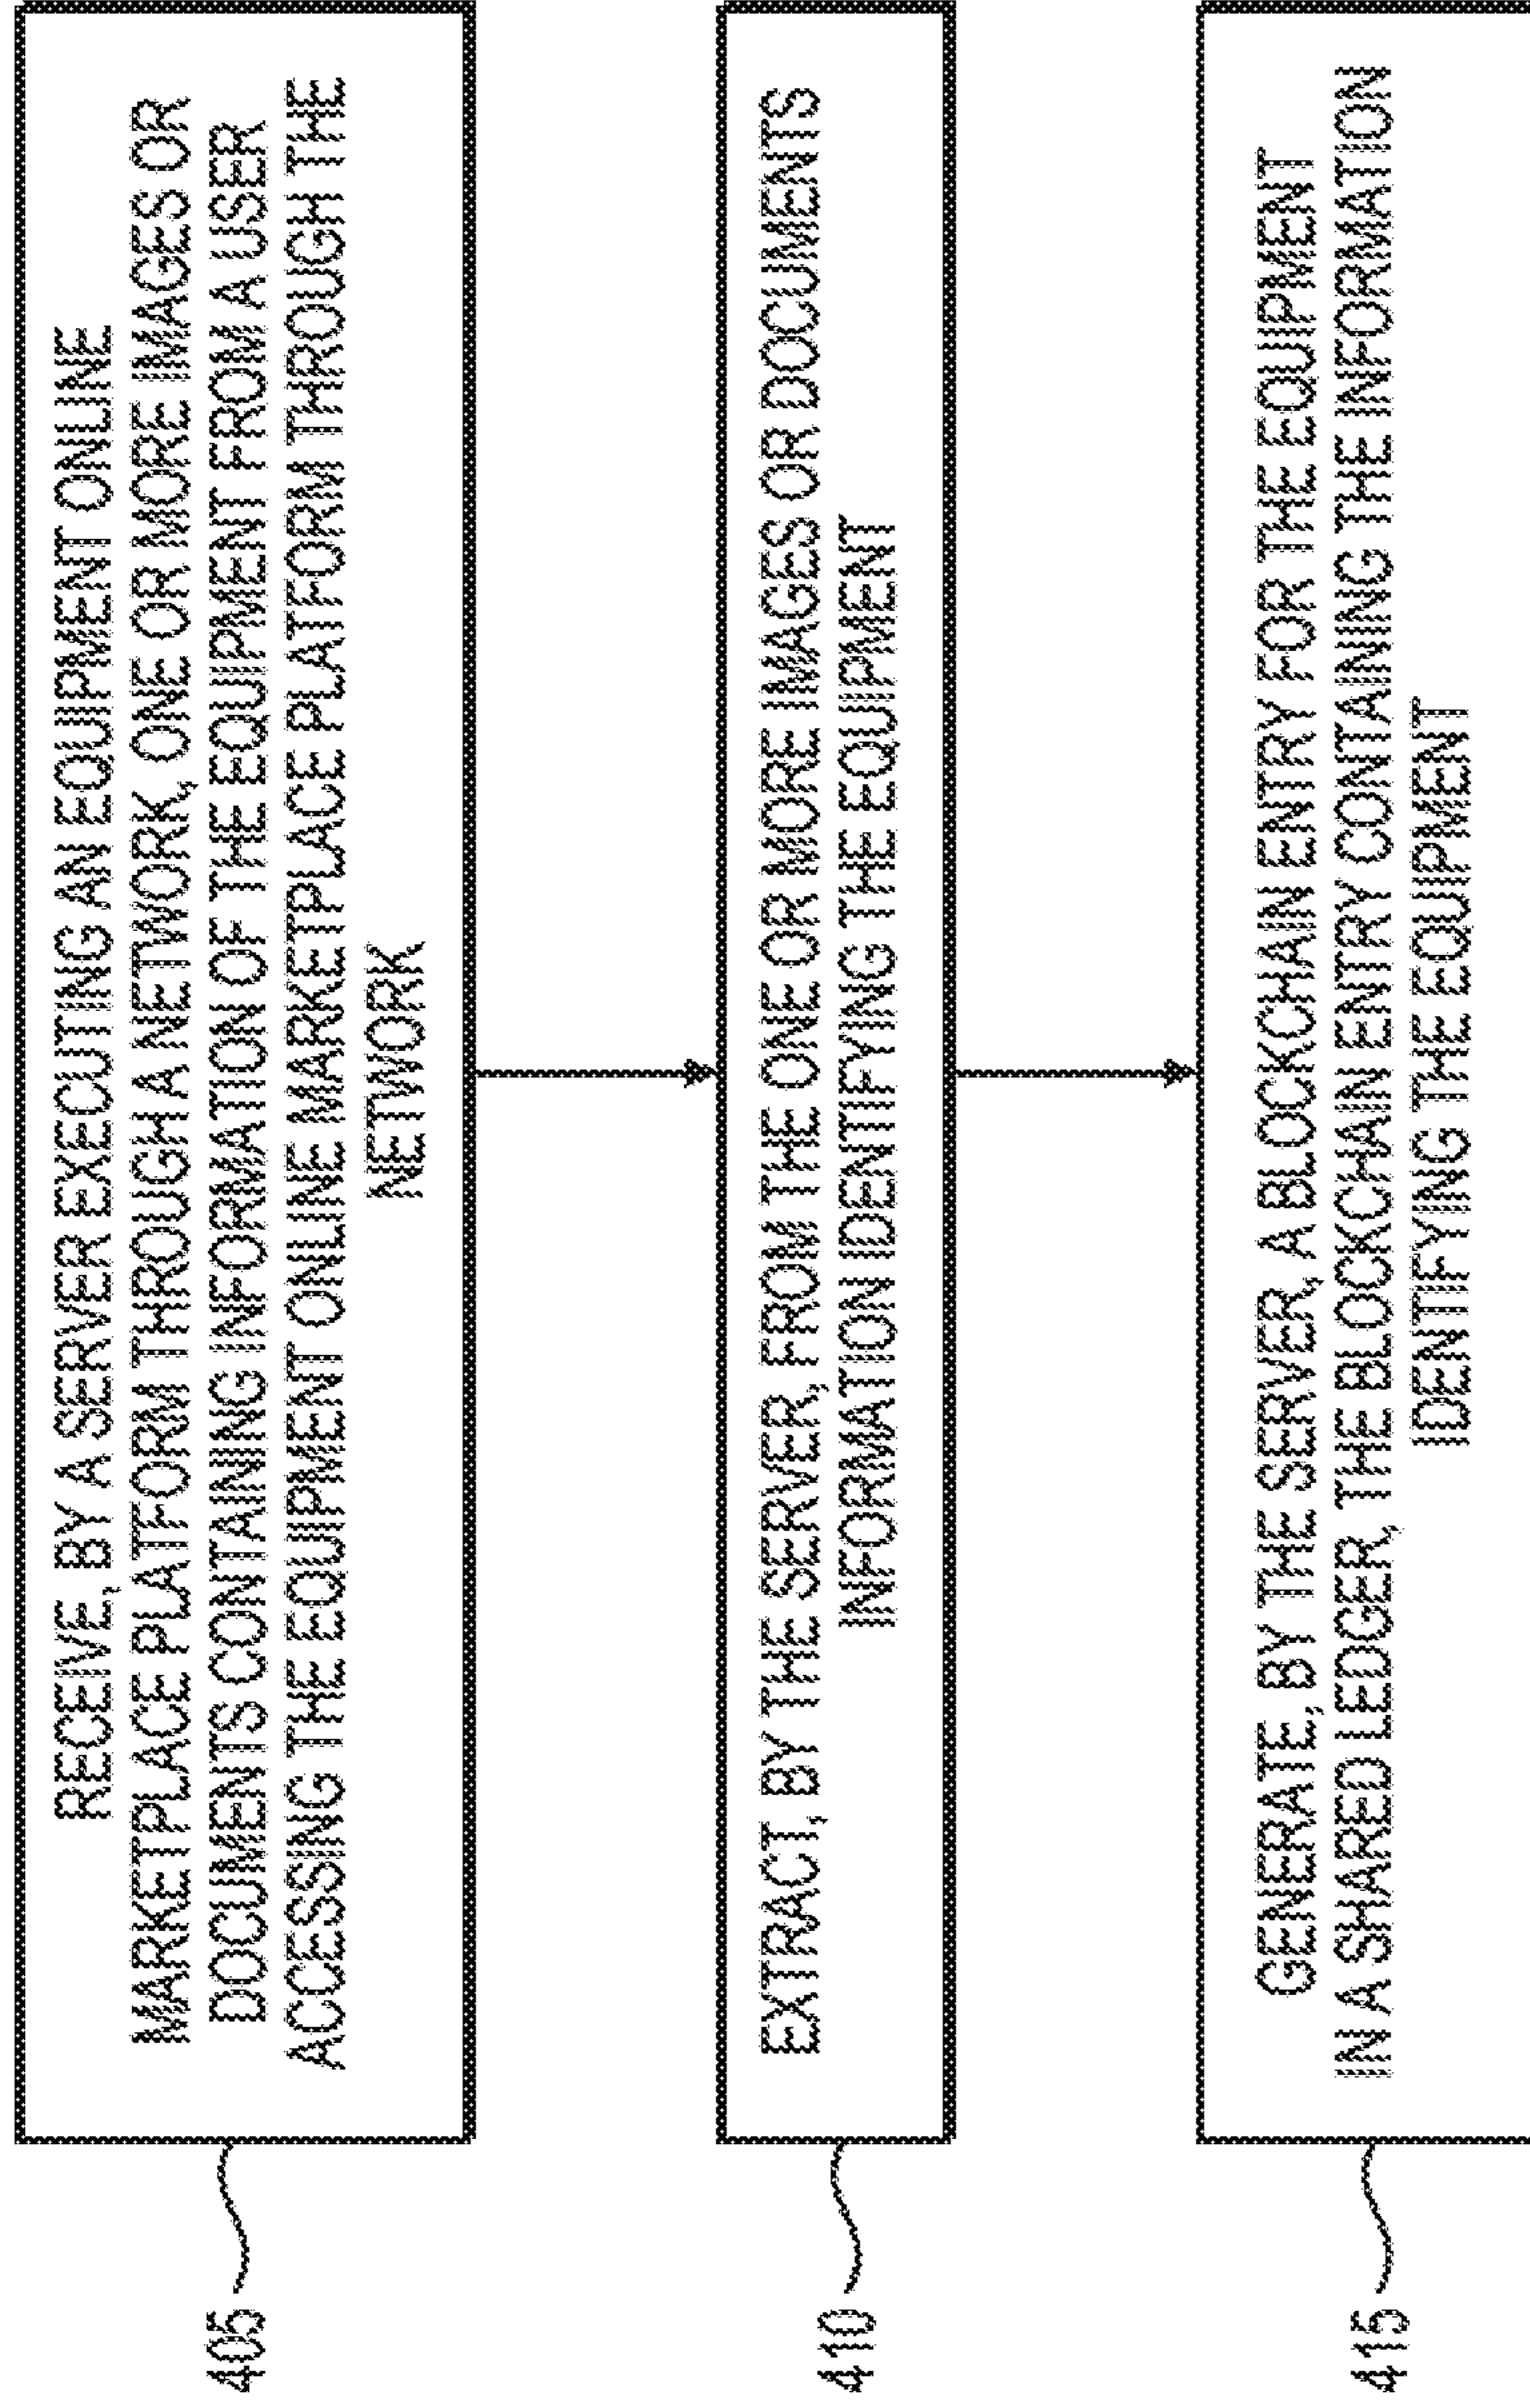 405
RECEIVE, BY A SERVER EXECUTING AN EQUIPMENT ONLINE
MARKETPLACE PLATFORM THROUGH A NETWORK, ONE OR MORE IMAGES OR
DOCUMENTS CONTAINING INFORMATION OF THE EQUIPMENT FROM A USER
ACCESSING THE EQUIPMENT ONLINE MARKETPLACE PLATFORM THROUGH THE
NETWORK
410
EXTRACT, BY THE SERVER, FROM THE ONE OR MORE IMAGES OR DOCUMENTS
INFORMATION IDENTIFYING THE EQUIPMENT
415
GENERATE, BY THE SERVER, A BLOCKCHAIN ENTRY FOR THE EQUIPMENT
IN A SHARED LEDGER, THE BLOCKCHAIN ENTRY CONTAINING THE INFORMATION
IDENTIFYING THE EQUIPMENT